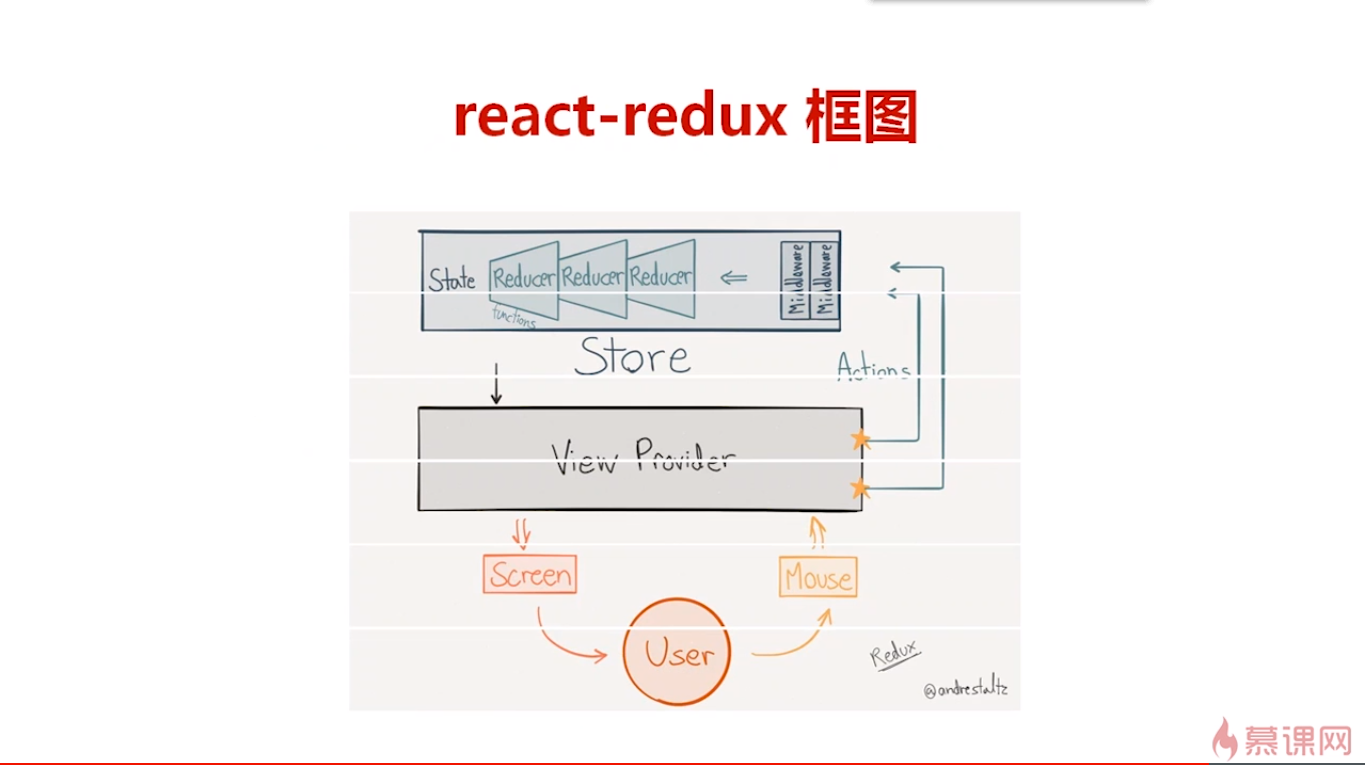 react-redux 框图
State
Reducer Reducer Reducer
functions
Middleware
Middleware
Store
Actions
View Provider
Screen
Mouse
User
Redux
@andrestaltz
慕课网